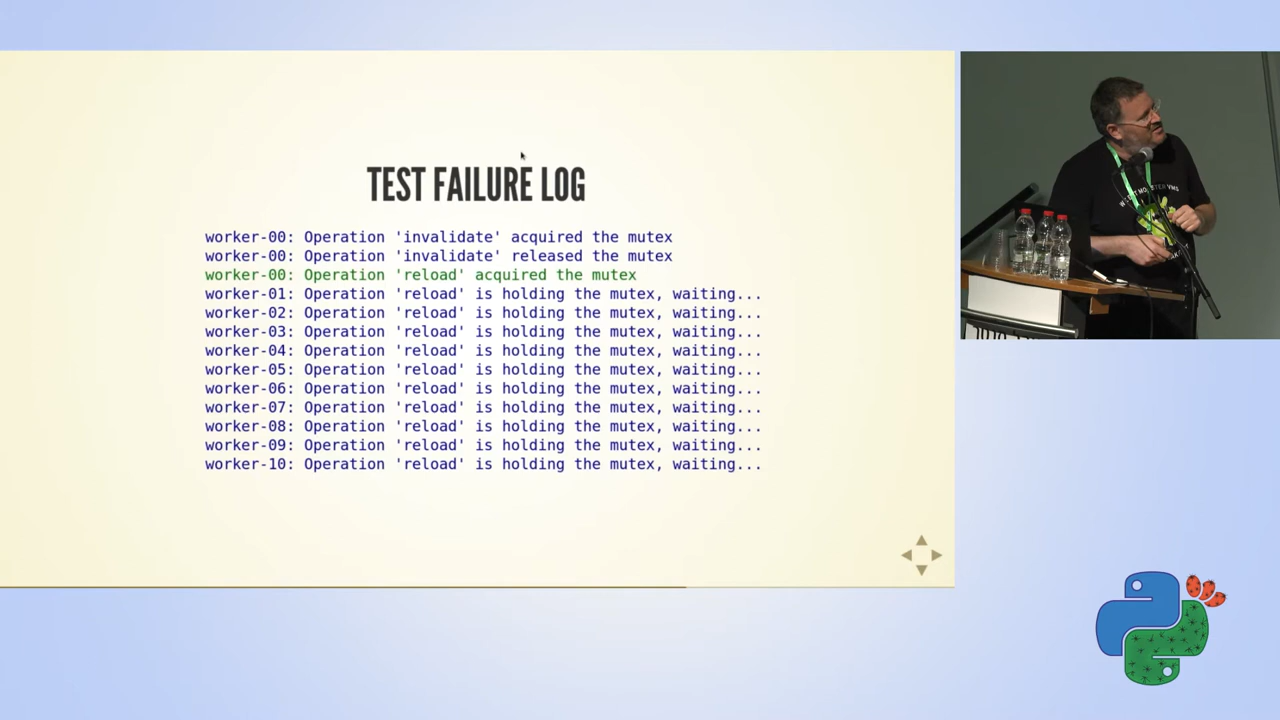 TEST FAILURE LOG
worker-00: Operation 'invalidate' acquired the mutex
worker-00: Operation 'invalidate' released the mutex
worker-00: Operation 'reload' acquired the mutex
worker-01: Operation 'reload' is holding the mutex, waiting...
worker-02: Operation 'reload' is holding the mutex, waiting...
worker-03: Operation 'reload' is holding the mutex, waiting...
worker-04: Operation 'reload' is holding the mutex, waiting...
worker-05: Operation 'reload' is holding the mutex, waiting...
worker-06: Operation 'reload' is holding the mutex, waiting...
worker-07: Operation 'reload' is holding the mutex, waiting...
worker-08: Operation 'reload' is holding the mutex, waiting...
worker-09: Operation 'reload' is holding the mutex, waiting...
worker-10: Operation 'reload' is holding the mutex, waiting...
VMS